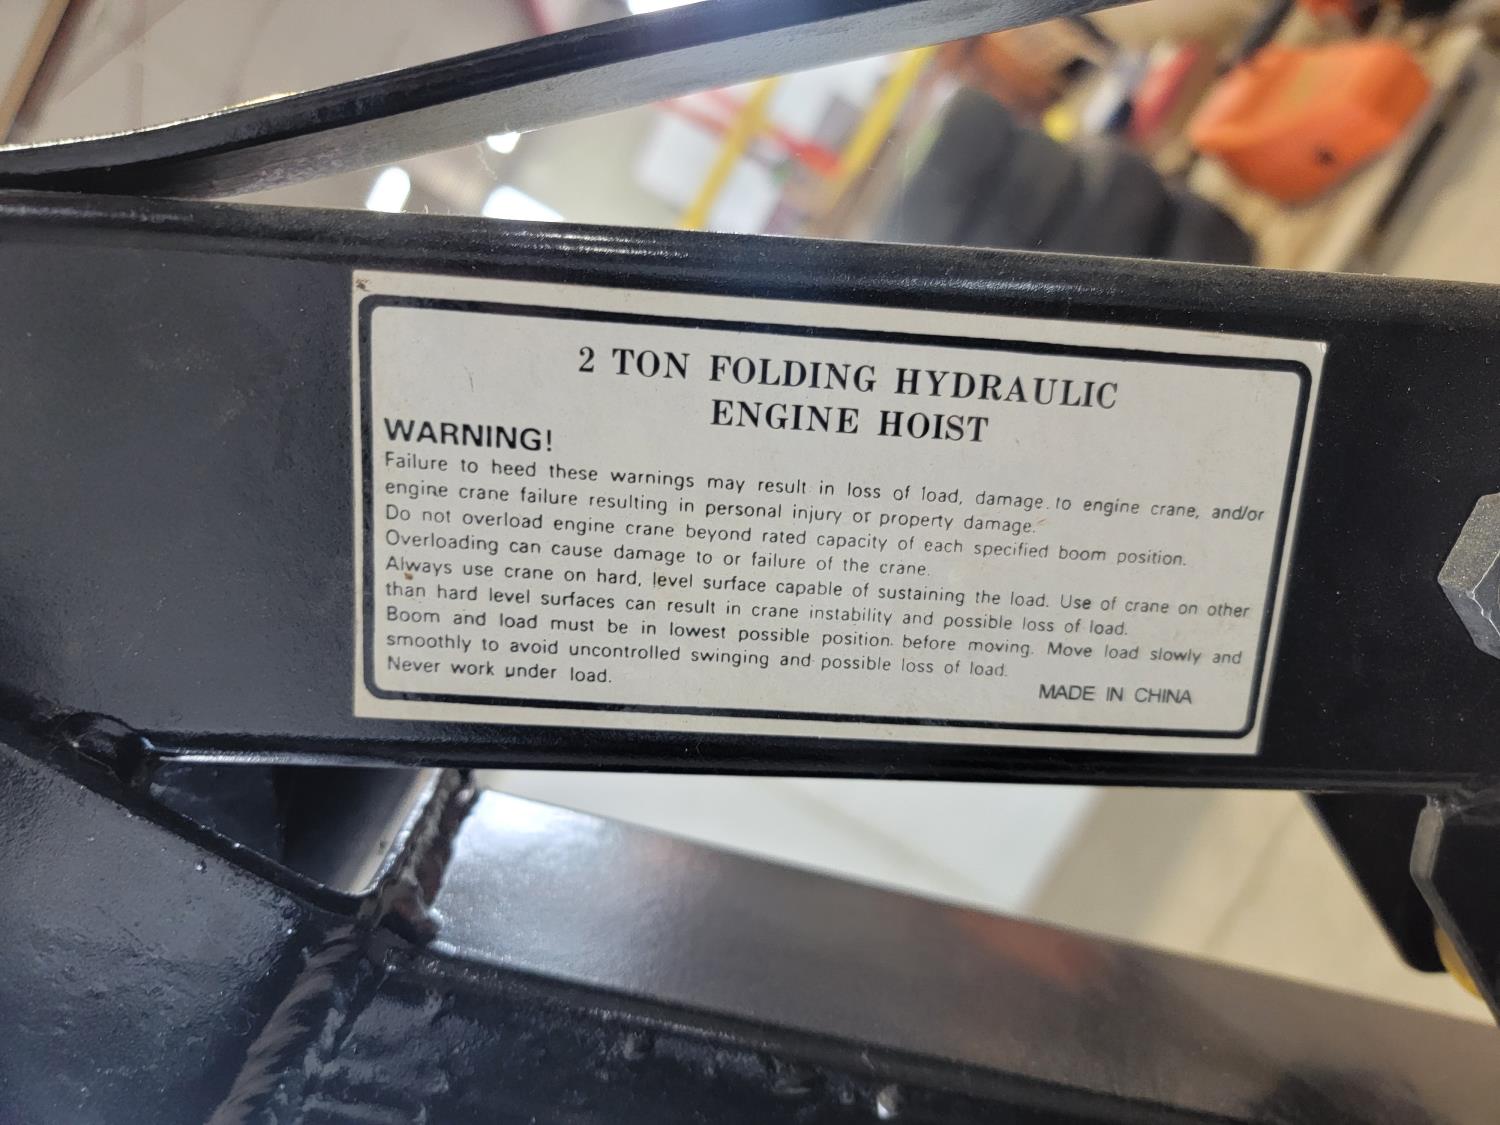 2 TON FOLDING HYDRAULIC
ENGINE HOIST
WARNING!
Failure to heed these warnings may result in loss of load, damage to engine crane, and/or
engine crane failure resulting in personal injury or property damage.
Do not overload engine crane beyond rated capacity of each specified boom position.
Overloading can cause damage to or failure of the crane.
Always use crane on hard, level surface capable of sustaining the load. Use of crane on other
than hard level surfaces can result in crane instability and possible loss of load.
Boom and load must be in lowest possible position before moving. Move load slowly and
smoothly to avoid uncontrolled swinging and possible loss of load.
Never work under load.
MADE IN CHINA